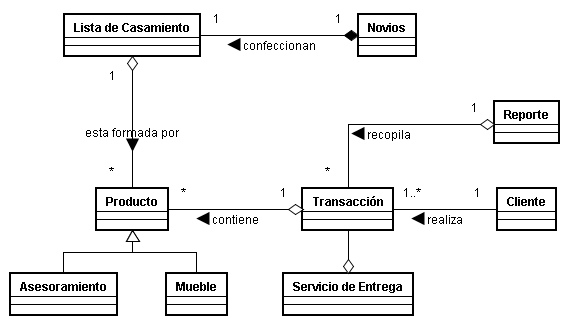 1 1
Lista de Casamiento Novios
confeccionan
1
1
Reporte
esta formada por recopila
* *
* 1 1..* 1
Producto Transacción Cliente
contiene realiza
Asesoramiento Mueble Servicio de Entrega